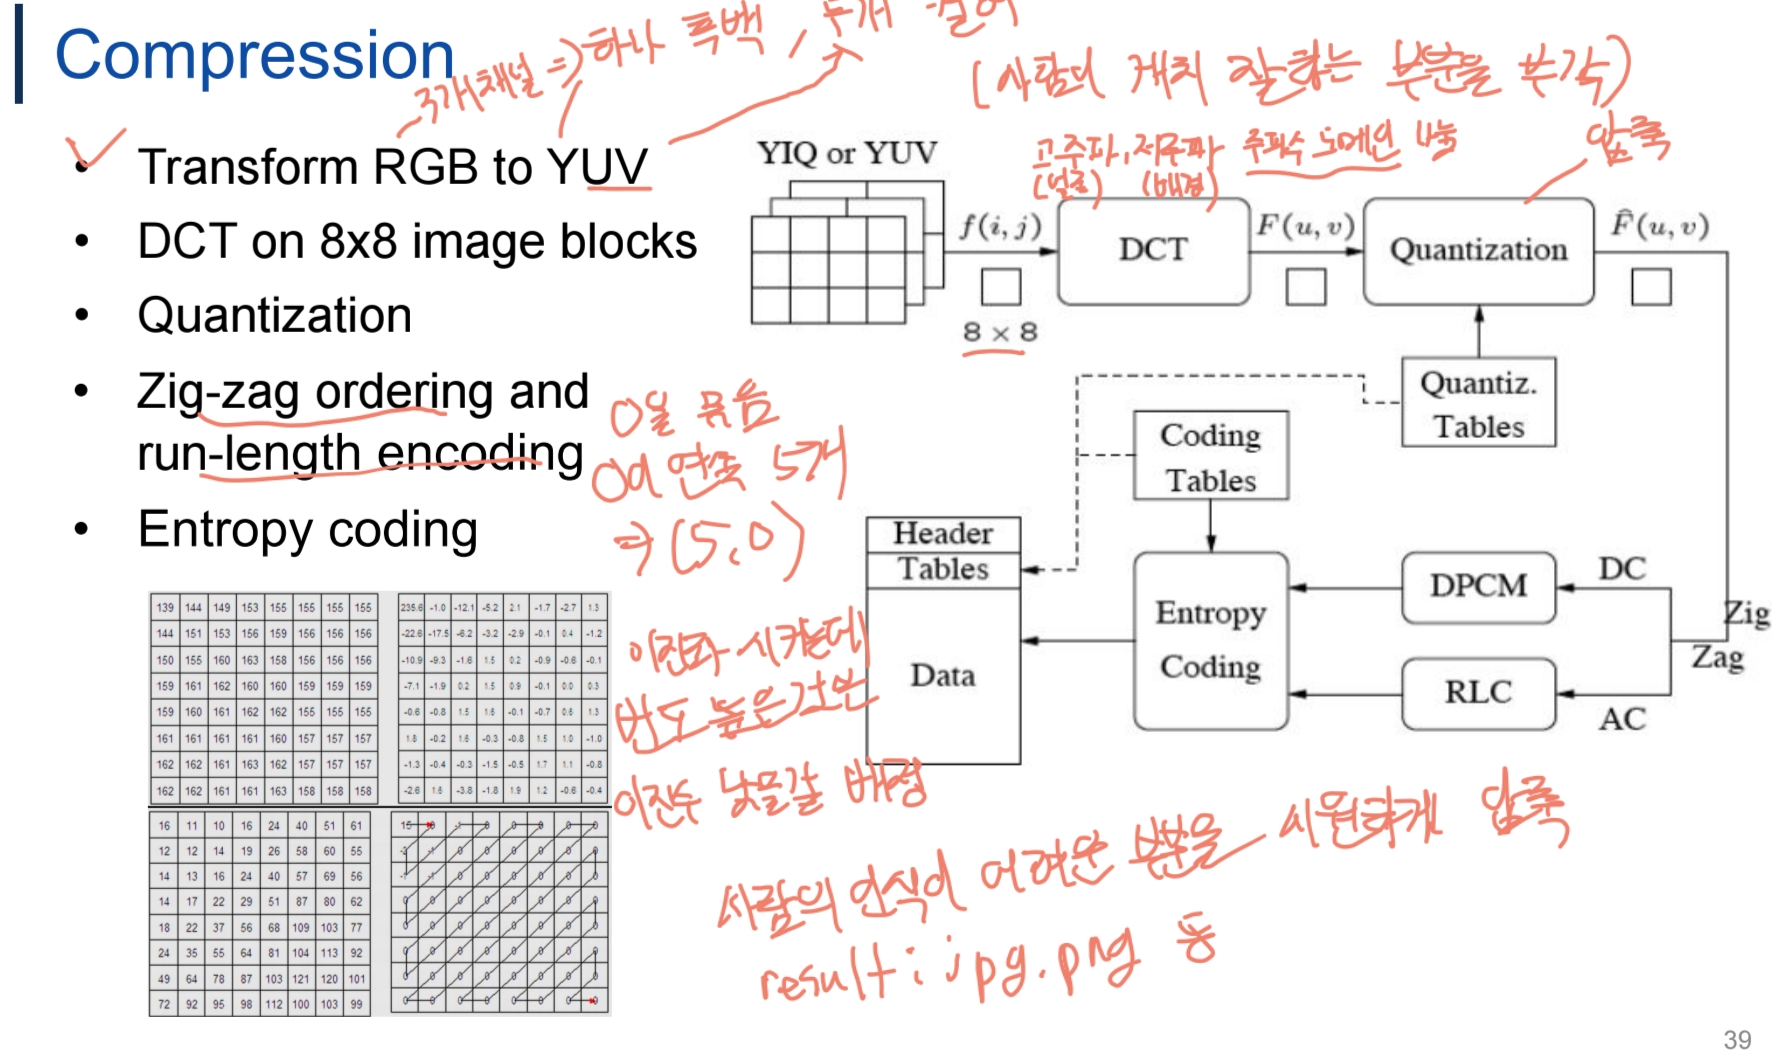 Compression
3개채널 ⇒ 하나 흑백, 두개
(사람이 캐치 잘하는 부분을 부각)
• Transform RGB to YUV
• DCT on 8x8 image blocks
• Quantization
• Zig-zag ordering and
run-length encoding
• Entropy coding
0을 묶음
0이 연속 5개
⇒ (5,0)
이진화 시키는데
빈도 높은것은
이진수 낮은값 배정
YIQ or YUV
고주파, 저주파 주파수 도메인 나눔
(배경)
압축
f(i, j)
8 × 8
DCT
F(u, v)
Quantization
F̂(u, v)
Quantiz.
Tables
Coding
Tables
Header
Tables
Data
Entropy
Coding
DPCM
DC
Zig
Zag
RLC
AC
139 144 149 153 155 155 155 155
144 151 153 156 159 156 156 156
150 155 160 163 158 156 156 156
159 161 162 160 160 159 159 159
159 160 161 162 162 155 155 155
161 161 161 161 160 157 157 157
162 162 161 163 162 157 157 157
162 162 161 161 163 158 158 158
235.6 -1.0 -12.1 -5.2 2.1 -1.7 -2.7 1.3
-22.6 -17.5 -6.2 -3.2 -2.9 -0.1 0.4 -1.2
-10.9 -9.3 -1.6 1.5 0.2 -0.9 -0.6 -0.1
-7.1 -1.9 0.2 1.5 0.9 -0.1 0.0 0.3
-0.6 -0.8 1.5 1.6 -0.1 -0.7 0.6 1.3
1.8 -0.2 1.6 -0.3 -0.8 1.5 1.0 -1.0
-1.3 -0.4 -0.3 -1.5 -0.5 1.7 1.1 -0.8
-2.6 1.6 -3.8 -1.8 1.9 1.2 -0.6 -0.4
16 11 10 16 24 40 51 61
12 12 14 19 26 58 60 55
14 13 16 24 40 57 69 56
14 17 22 29 51 87 80 62
18 22 37 56 68 109 103 77
24 35 55 64 81 104 113 92
49 64 78 87 103 121 120 101
72 92 95 98 112 100 103 99
사람의 인식이 어려운 부분을 시원하게 압축
result : jpg. png 등
39